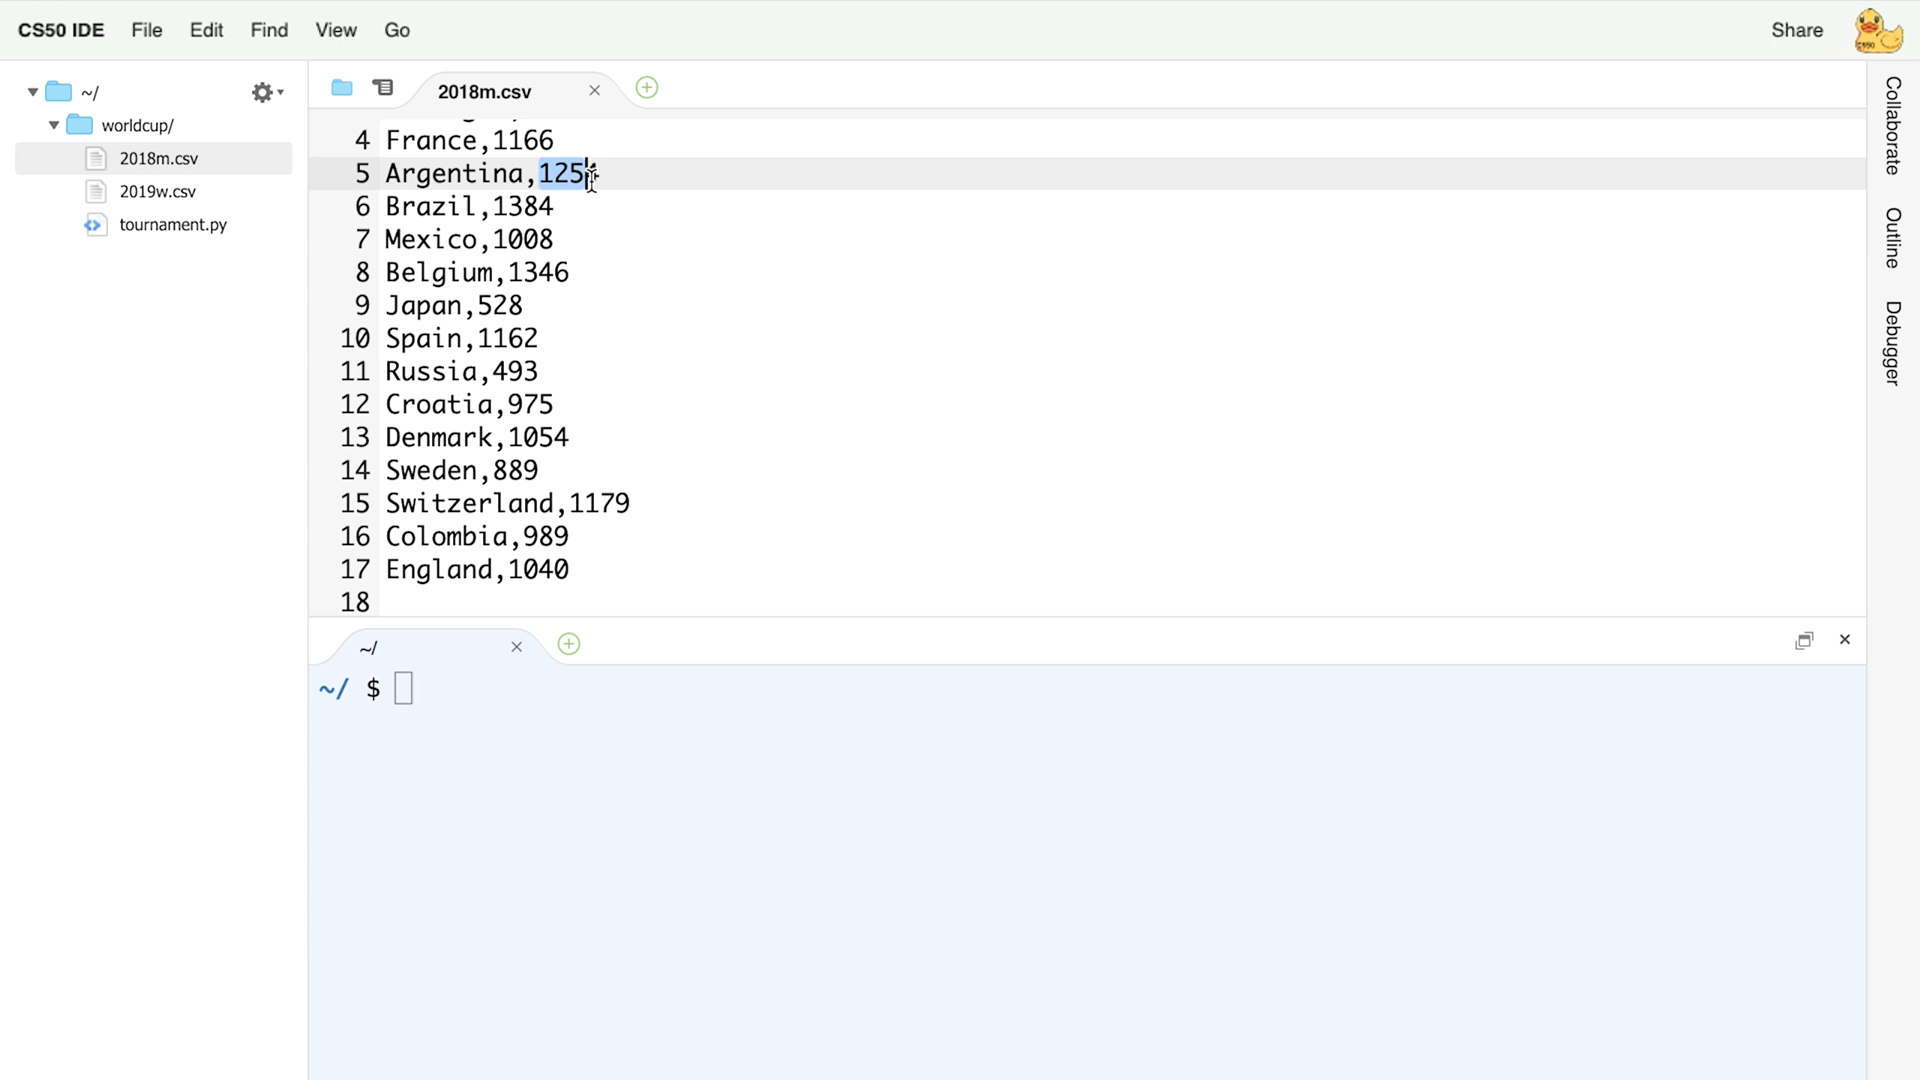 CS50 IDE File Edit Find View Go Share
~/
worldcup/
2018m.csv
2019w.csv
tournament.py
2018m.csv
4 France,1166
5 Argentina,125
6 Brazil,1384
7 Mexico,1008
8 Belgium,1346
9 Japan,528
10 Spain,1162
11 Russia,493
12 Croatia,975
13 Denmark,1054
14 Sweden,889
15 Switzerland,1179
16 Colombia,989
17 England,1040
18
~/
~/ $
Collaborate
Outline
Debugger